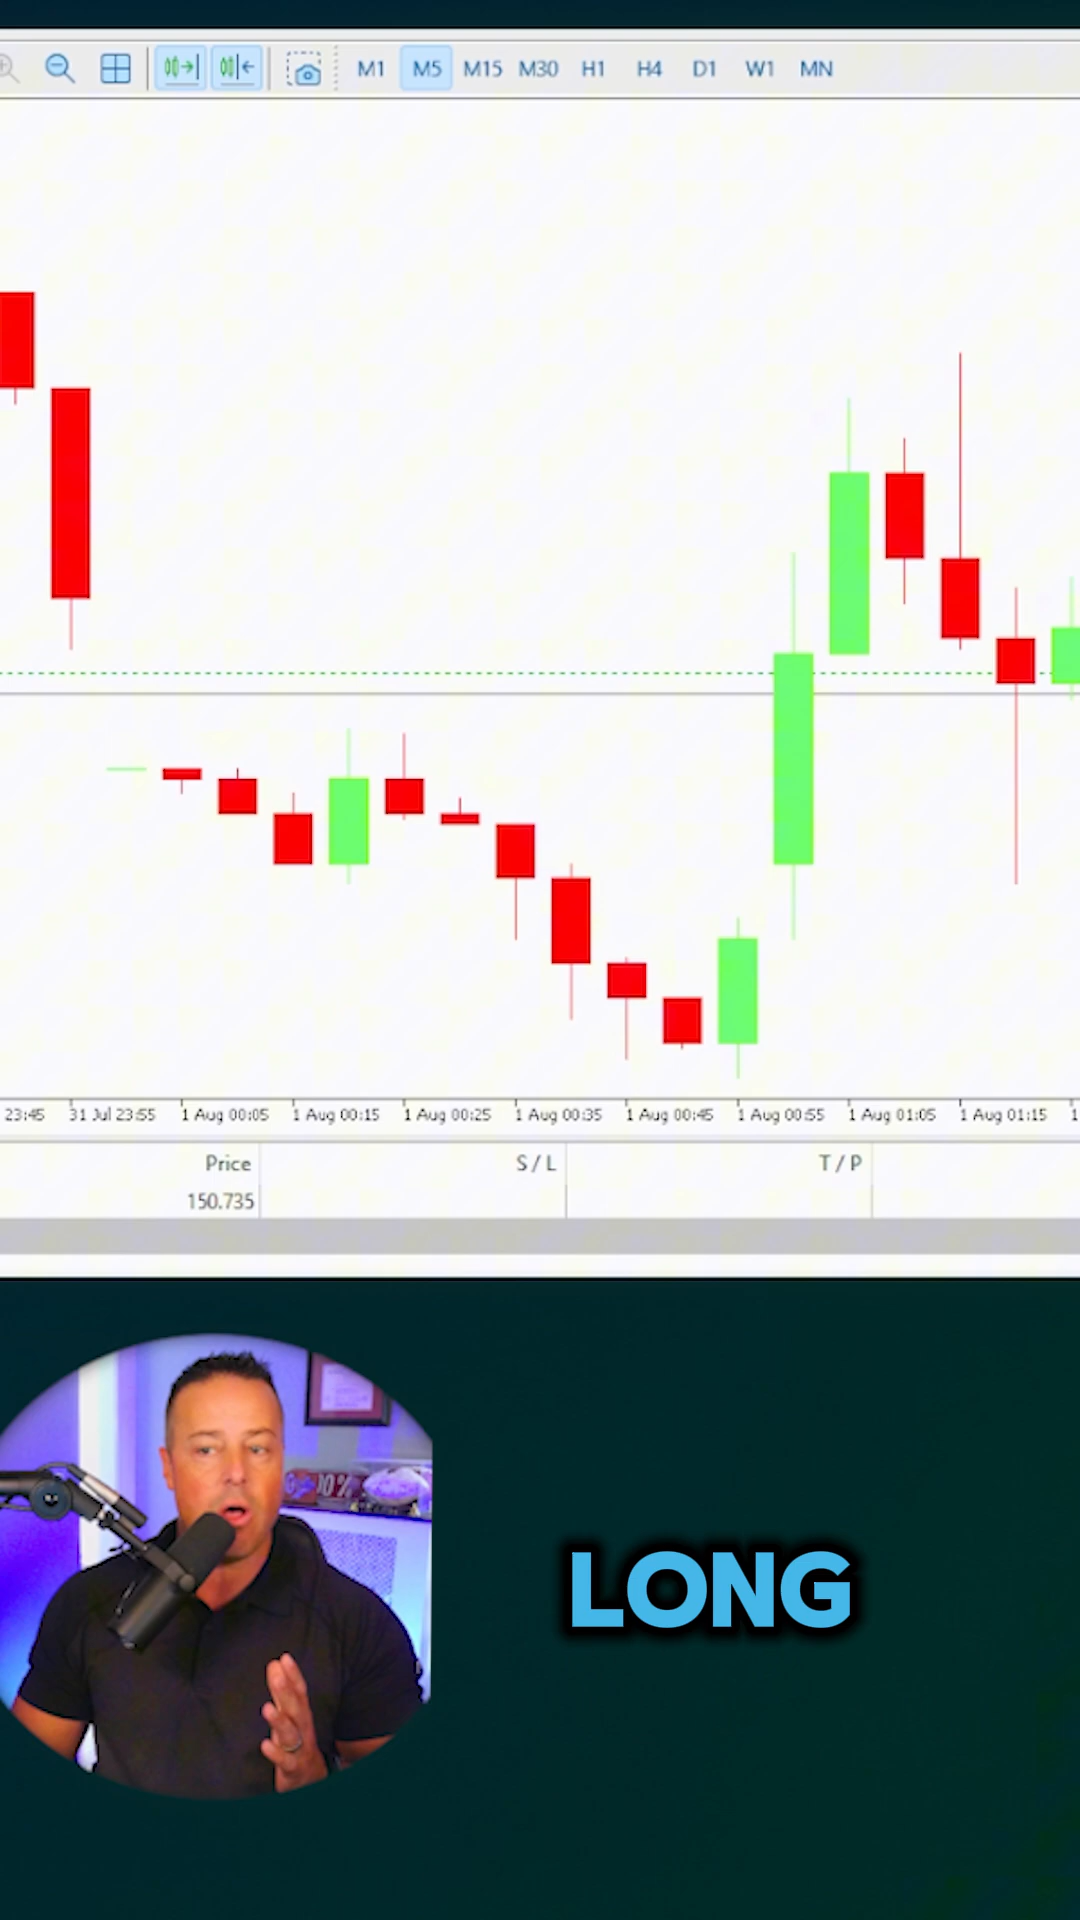 M1 M5 M15 M30 H1 H4 D1 W1 MN
23:45 31 Jul 23:55 1 Aug 00:05 1 Aug 00:15 1 Aug 00:25 1 Aug 00:35 1 Aug 00:45 1 Aug 00:55 1 Aug 01:05 1 Aug 01:15 1
Price S / L T / P
150.735
00%
LONG